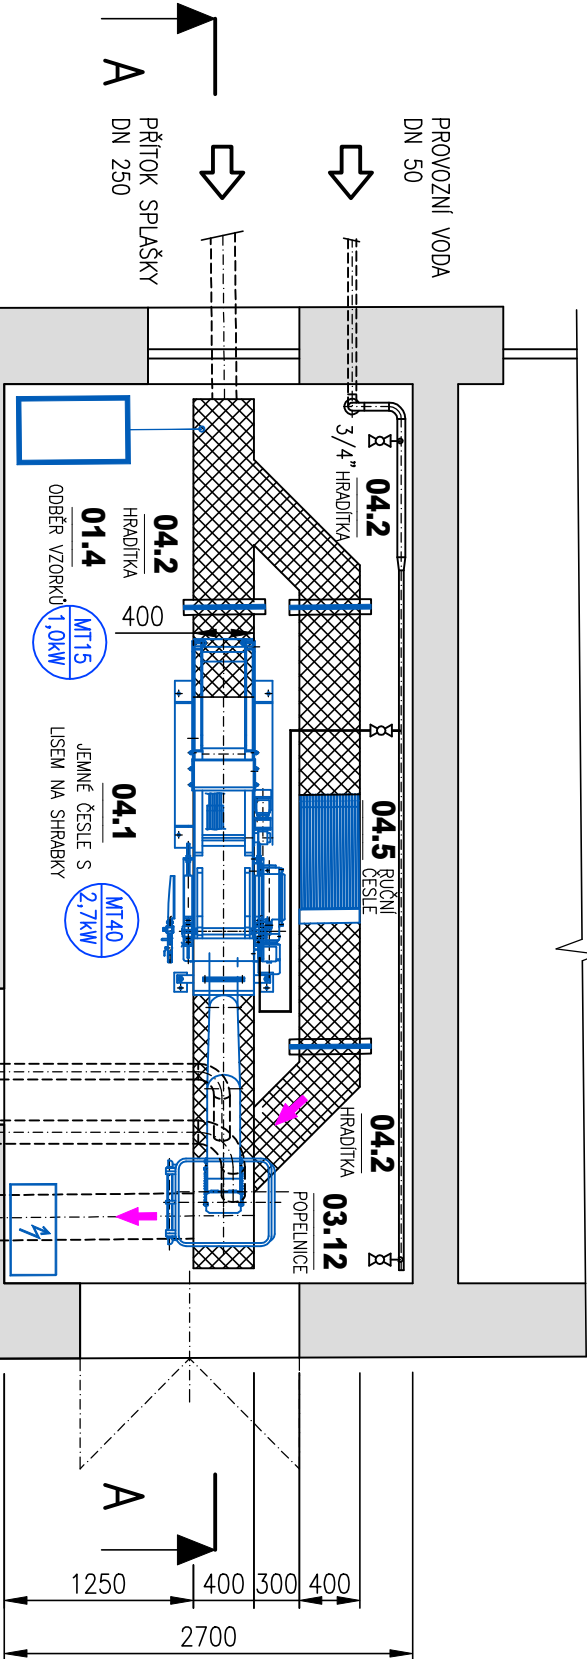 A
PROVOZNÍ VODA
DN 50
PŘÍTOK SPLAŠKY
DN 250
04.2
3/4" HRADÍTKA
04.2
HRADÍTKA
01.4
ODBĚR VZORKŮ
MT15
1,0kW
400
04.1
JEMNÉ ČESLE S
LISEM NA SHRABKY
MT40
2,7kW
04.5 RUČNÍ
ČESLE
04.2
HRADÍTKA
03.12
POPELNICE
A
1250
400
300
400
2700